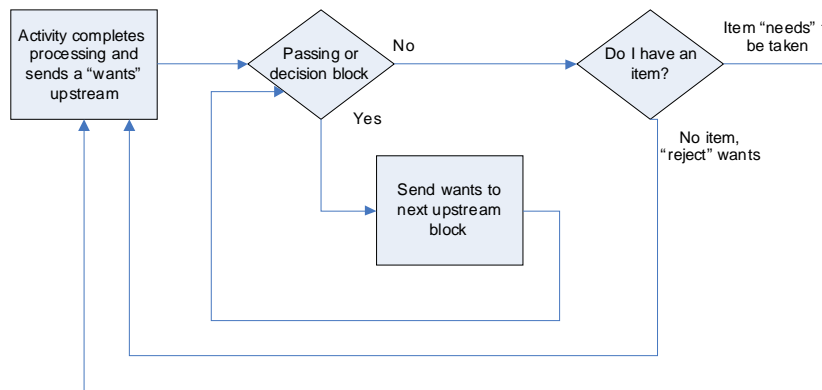 Activity completes
processing and
sends a “wants”
upstream
Passing or
decision block
No
Do I have an
item?
Item “needs”
be taken
Yes
No item,
“reject” wants
Send wants to
next upstream
block